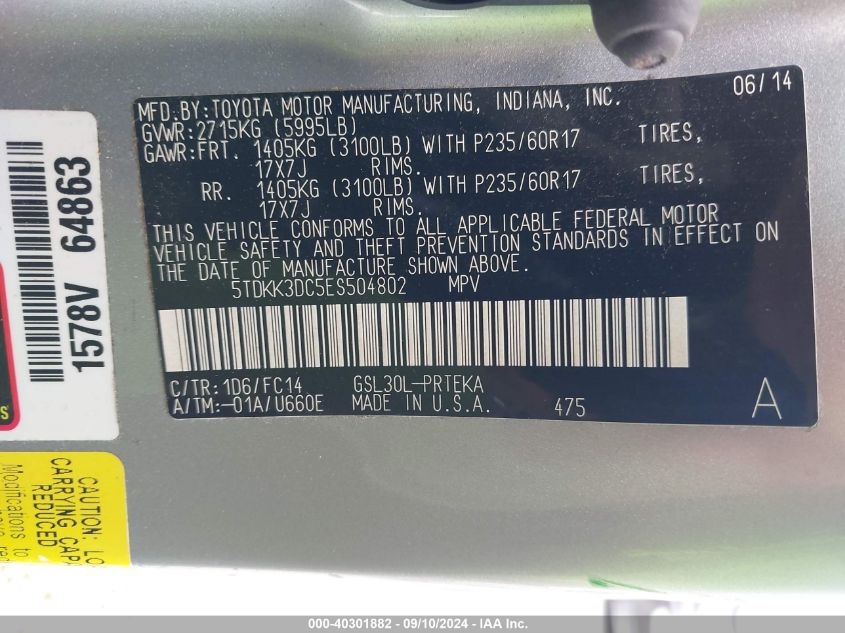 MFD.BY:TOYOTA MOTOR MANUFACTURING, INDIANA, INC. 06/14
GVWR:2715KG (5995LB)
GAWR:FRT. 1405KG (3100LB) WITH P235/60R17 TIRES,
17X7J RIMS.
RR. 1405KG (3100LB) WITH P235/60R17 TIRES,
17X7J RIMS.
THIS VEHICLE CONFORMS TO ALL APPLICABLE FEDERAL MOTOR
VEHICLE SAFETY AND THEFT PREVENTION STANDARDS IN EFFECT ON
THE DATE OF MANUFACTURE SHOWN ABOVE.
5TDKK3DC5ES504802 MPV
C/TR:1D6/FC14 GSL30L-PRTEKA
A/TM:-01A/U660E MADE IN U.S.A. 475 A
1578V 64863
CAUTION: LO
CARRYING CAPA
REDUCED
Modifications to
000-40301882 - 09/10/2024 - IAA Inc.